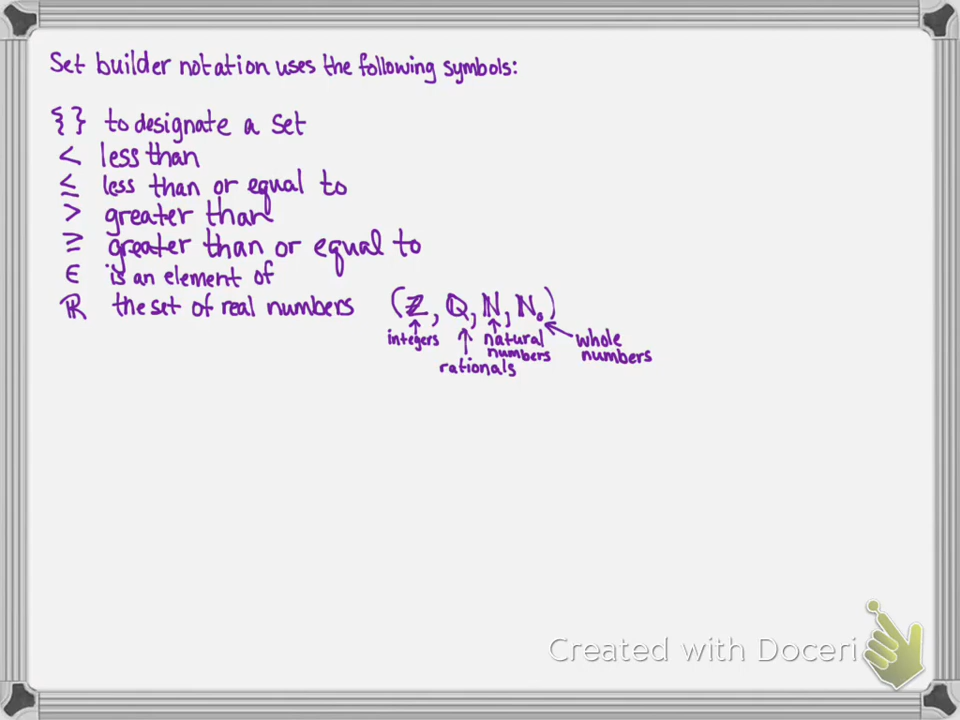 Set builder notation uses the following symbols:
{ } to designate a set
< less than
≤ less than or equal to
> greater than
≥ greater than or equal to
∈ is an element of
ℝ the set of real numbers (ℤ, ℚ, ℕ, ℕ₀)
integers
rationals
natural numbers
whole numbers
Created with Doceri